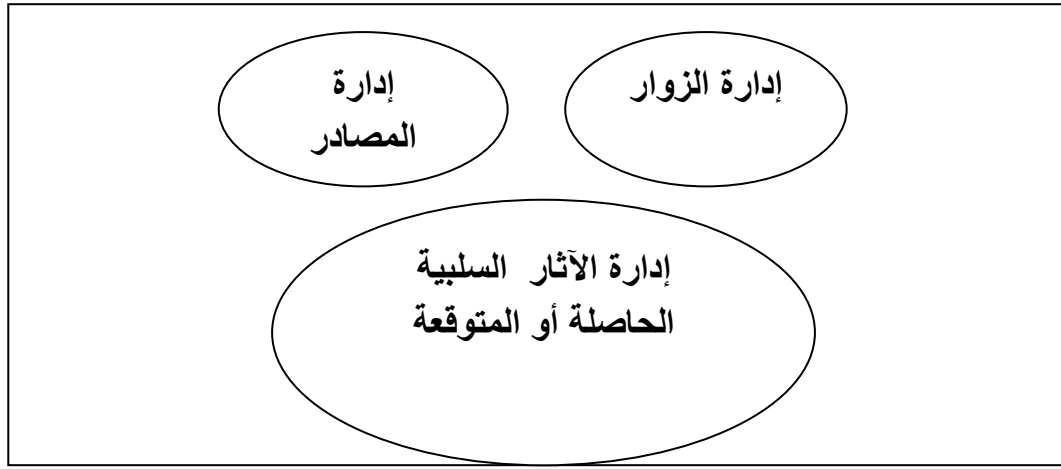 إدارة الزوار
إدارة
المصادر
إدارة الآثار السلبية
الحاصلة أو المتوقعة